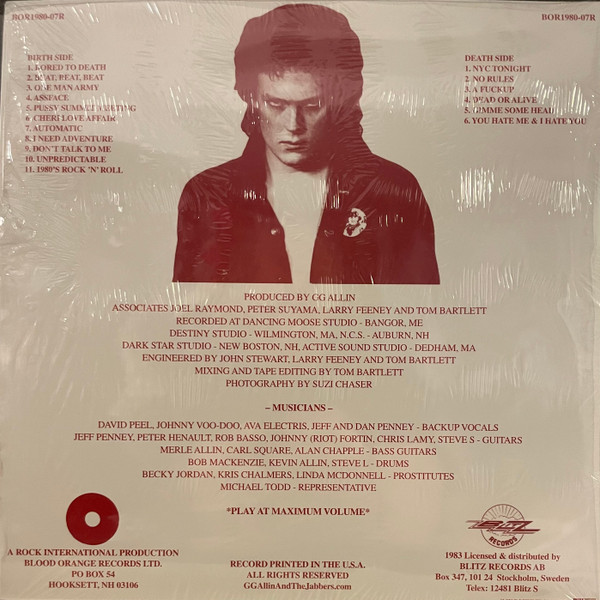 BOR1980-07R
BOR1980-07R
BIRTH SIDE
1. BORED TO DEATH
2. BEAT, BEAT, BEAT
3. ONE MAN ARMY
4. ASSFACE
5. PUSSY SUMMIT MEETING
6. CHERI LOVE AFFAIR
7. AUTOMATIC
8. I NEED ADVENTURE
9. DON'T TALK TO ME
10. UNPREDICTABLE
11. 1980'S ROCK 'N' ROLL
DEATH SIDE
1. NYC TONIGHT
2. NO RULES
3. A FUCKUP
4. DEAD OR ALIVE
5. GIMME SOME HEAD
6. YOU HATE ME & I HATE YOU
PRODUCED BY GG ALLIN
ASSOCIATES JOEL RAYMOND, PETER SUYAMA, LARRY FEENEY AND TOM BARTLETT
RECORDED AT DANCING MOOSE STUDIO - BANGOR, ME
DESTINY STUDIO - WILMINGTON, MA, N.C.S. - AUBURN, NH
DARK STAR STUDIO - NEW BOSTON, NH, ACTIVE SOUND STUDIO - DEDHAM, MA
ENGINEERED BY JOHN STEWART, LARRY FEENEY AND TOM BARTLETT
MIXING AND TAPE EDITING BY TOM BARTLETT
PHOTOGRAPHY BY SUZI CHASER
– MUSICIANS –
DAVID PEEL, JOHNNY VOO-DOO, AVA ELECTRIS, JEFF AND DAN PENNEY - BACKUP VOCALS
JEFF PENNEY, PETER HENAULT, ROB BASSO, JOHNNY (RIOT) FORTIN, CHRIS LAMY, STEVE S - GUITARS
MERLE ALLIN, CARL SQUARE, ALAN CHAPPLE - BASS GUITARS
BOB MACKENZIE, KEVIN ALLIN, STEVE L - DRUMS
BECKY JORDAN, KRIS CHALMERS, LINDA MCDONNELL - PROSTITUTES
MICHAEL TODD - REPRESENTATIVE
*PLAY AT MAXIMUM VOLUME*
A ROCK INTERNATIONAL PRODUCTION
BLOOD ORANGE RECORDS LTD.
PO BOX 54
HOOKSETT, NH 03106
RECORD PRINTED IN THE U.S.A.
ALL RIGHTS RESERVED
GGAllinAndTheJabbers.com
BLITZ
RECORDS
1983 Licensed & distributed by
BLITZ RECORDS AB
Box 347, 101 24 Stockholm, Sweden
Telex: 12481 Blitz S